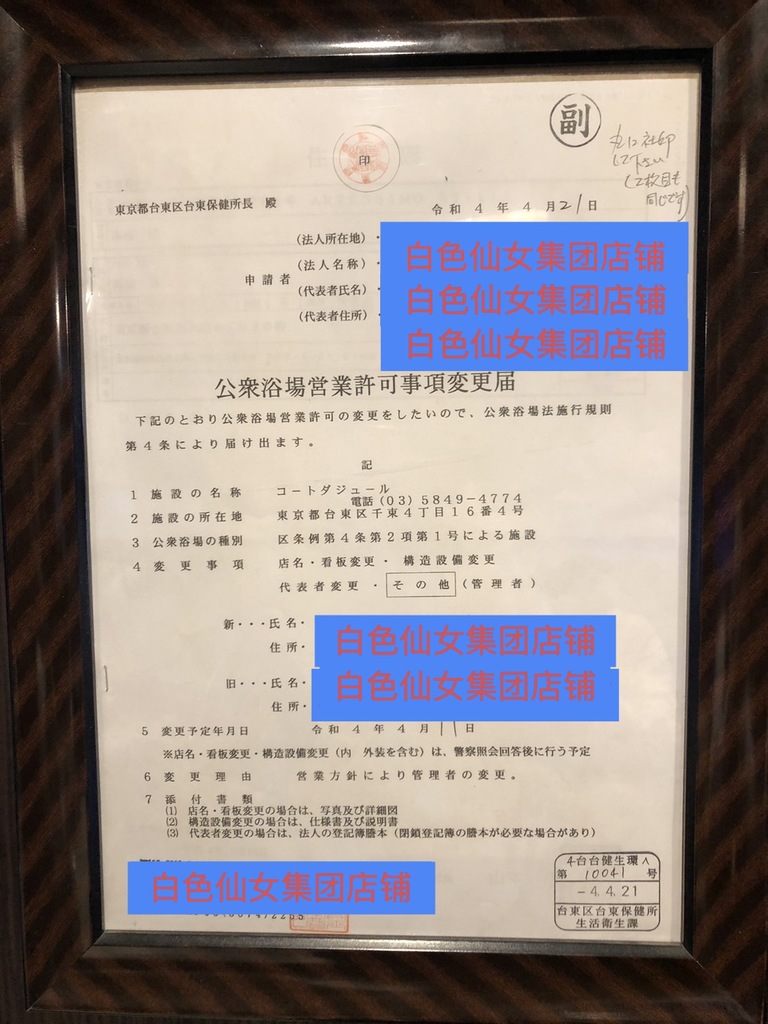 副
丸に社印
して下さい
(2枚目も
同じです)
印
東京都台東区台東保健所長 殿
令和 4 年 4 月 21 日
(法人所在地)・
(法人名称)・
申請者
(代表者氏名)・
(代表者住所)・
白色仙女集团店铺
白色仙女集团店铺
白色仙女集团店铺
公衆浴場営業許可事項変更届
下記のとおり公衆浴場営業許可の変更をしたいので、公衆浴場法施行規則
第4条により届け出ます。
記
1 施設の名称 コートダジュール
電話(03)5849-4774
2 施設の所在地 東京都台東区千束4丁目16番4号
3 公衆浴場の種別 区条例第4条第2項第1号による施設
4 変更事項 店名・看板変更・ 構造設備変更
代表者変更 ・ その他 (管理者)
新・・・氏名・
白色仙女集团店铺
住所・
旧・・氏名・
白色仙女集团店铺
住所・
5 変更予定年月日 令和 4 年 4 月 11 日
※店名・看板変更・構造設備変更(内 外装を含む)は、警察照会回答後に行う予定
6 変更理由 営業方針により管理者の変更。
7 添付書類
(1) 店名・看板変更の場合は、写真及び詳細図
(2) 構造設備変更の場合は、仕様書及び説明書
(3) 代表者変更の場合は、法人の登記簿謄本(閉鎖登記簿の謄本が必要な場合があり)
白色仙女集团店铺
4台台健生環へ
第 10041 号
-4.4.21
台東区台東保健所
生活衛生課